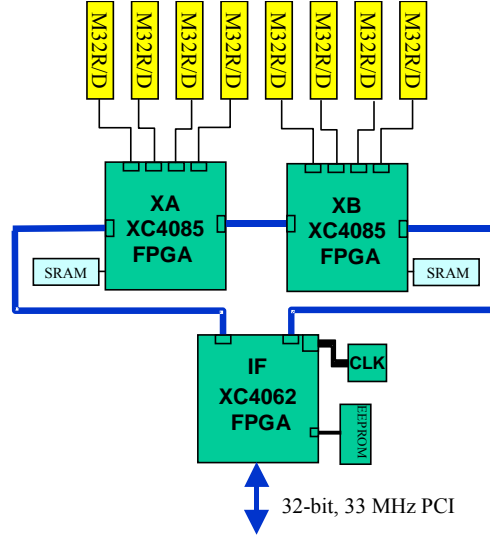 M32R/D
M32R/D
M32R/D
M32R/D
M32R/D
M32R/D
M32R/D
M32R/D
XA
XC4085
FPGA
XB
XC4085
FPGA
SRAM
SRAM
IF
XC4062
FPGA
CLK
EEPROM
32-bit, 33 MHz PCI